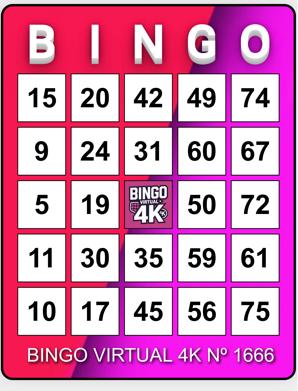 B I N G O
15 20 42 49 74
9 24 31 60 67
5 19 BINGO VIRTUAL 4K 50 72
11 30 35 59 61
10 17 45 56 75
BINGO VIRTUAL 4K Nº 1666